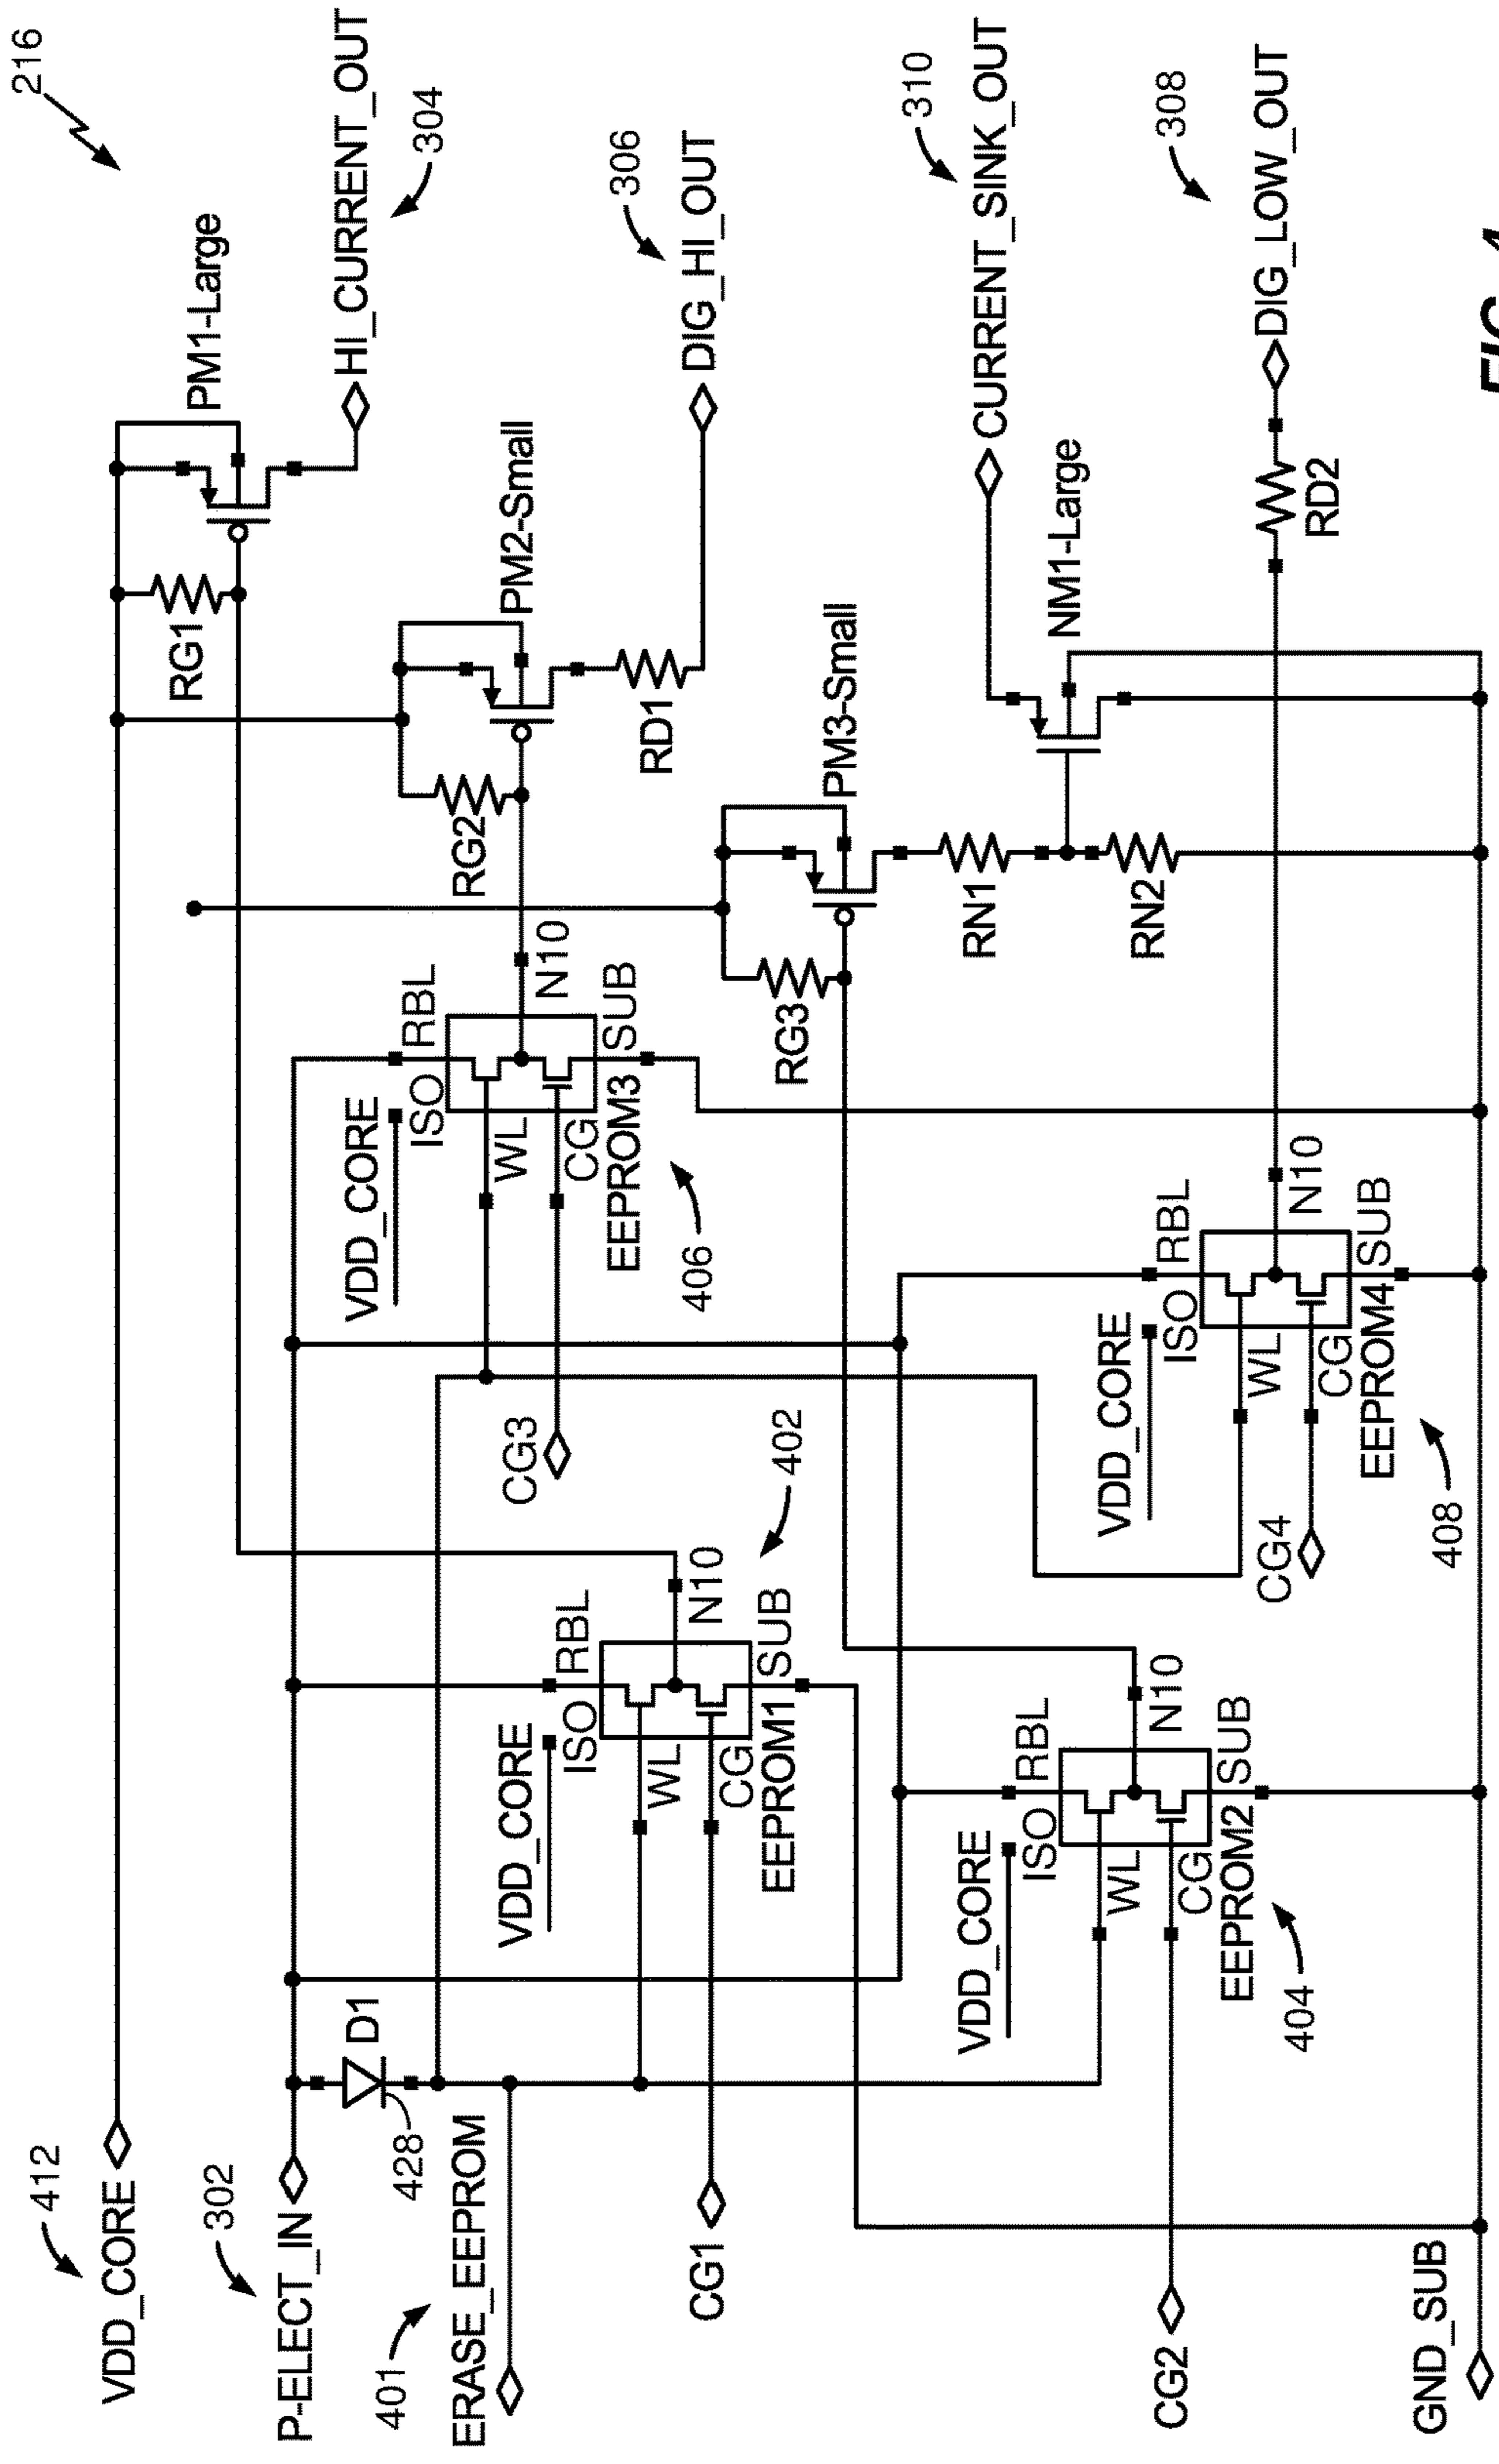 216
412
VDD_CORE
302
P-ELECT_IN
401
ERASE_EEPROM
428
D1
CG1
CG2
GND_SUB
VDD_CORE
ISO
RBL
WL
CG
N10
SUB
EEPROM1
402
VDD_CORE
ISO
RBL
WL
CG
N10
SUB
EEPROM2
404
VDD_CORE
ISO
RBL
WL
CG
N10
SUB
EEPROM3
406
CG3
VDD_CORE
ISO
RBL
WL
CG
N10
SUB
EEPROM4
408
CG4
RG1
PM1-Large
HI_CURRENT_OUT
304
RG2
PM2-Small
RD1
DIG_HI_OUT
306
RG3
PM3-Small
RN1
RN2
NM1-Large
CURRENT_SINK_OUT
310
RD2
DIG_LOW_OUT
308